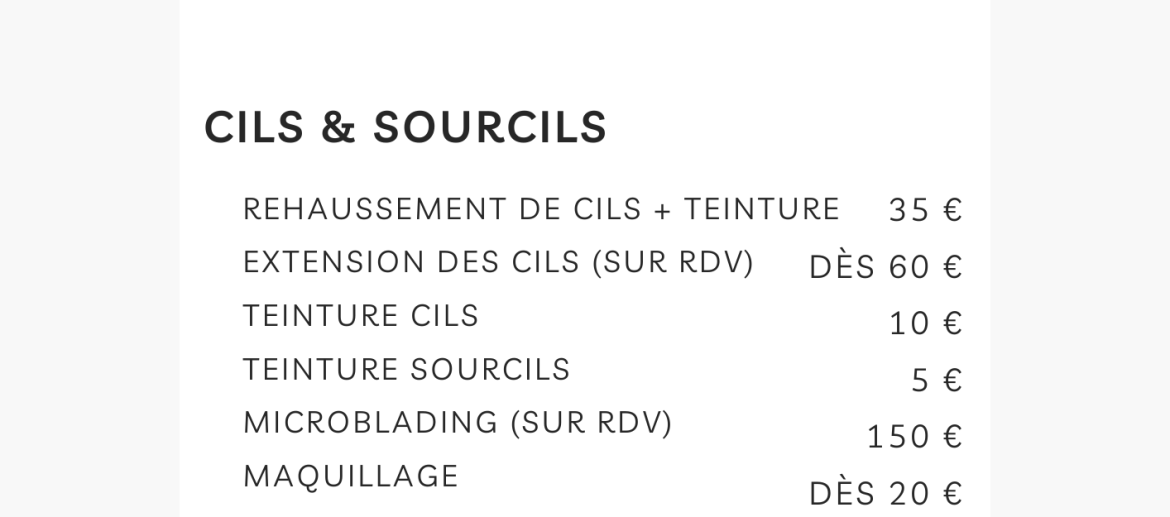 CILS & SOURCILS
REHAUSSEMENT DE CILS + TEINTURE 35 €
EXTENSION DES CILS (SUR RDV) DÈS 60 €
TEINTURE CILS 10 €
TEINTURE SOURCILS 5 €
MICROBLADING (SUR RDV) 150 €
MAQUILLAGE DÈS 20 €